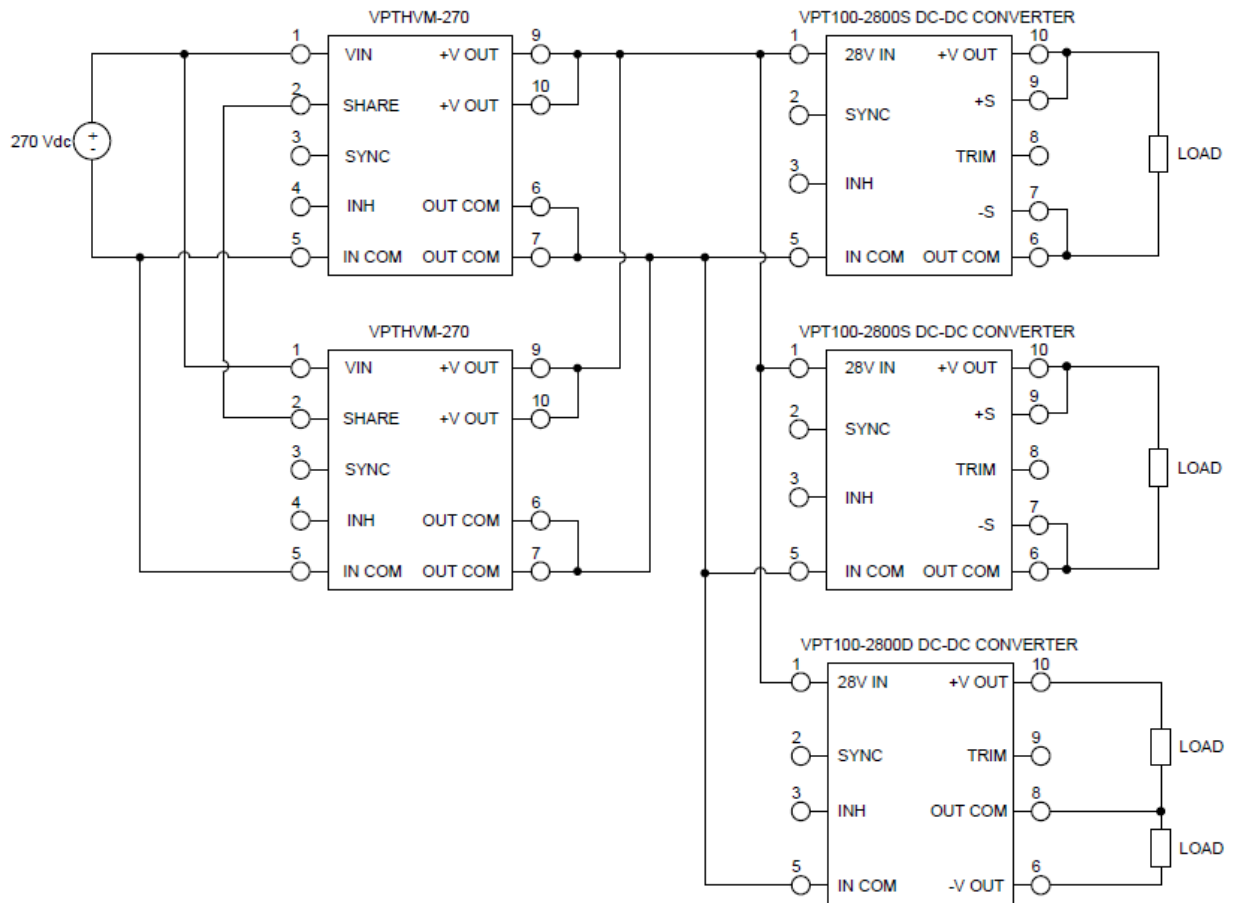 VPTHVM-270
1 VIN +V OUT 9
2 SHARE +V OUT 10
3 SYNC
4 INH OUT COM 6
5 IN COM OUT COM 7
270 Vdc
+
-
VPT100-2800S DC-DC CONVERTER
1 28V IN +V OUT 10
+S 9
2 SYNC
TRIM 8
3 INH
-S 7
5 IN COM OUT COM 6
LOAD
VPTHVM-270
1 VIN +V OUT 9
2 SHARE +V OUT 10
3 SYNC
4 INH OUT COM 6
5 IN COM OUT COM 7
VPT100-2800S DC-DC CONVERTER
1 28V IN +V OUT 10
+S 9
2 SYNC
TRIM 8
3 INH
-S 7
5 IN COM OUT COM 6
LOAD
VPT100-2800D DC-DC CONVERTER
1 28V IN +V OUT 10
2 SYNC TRIM 9
3 INH OUT COM 8
5 IN COM -V OUT 6
LOAD
LOAD